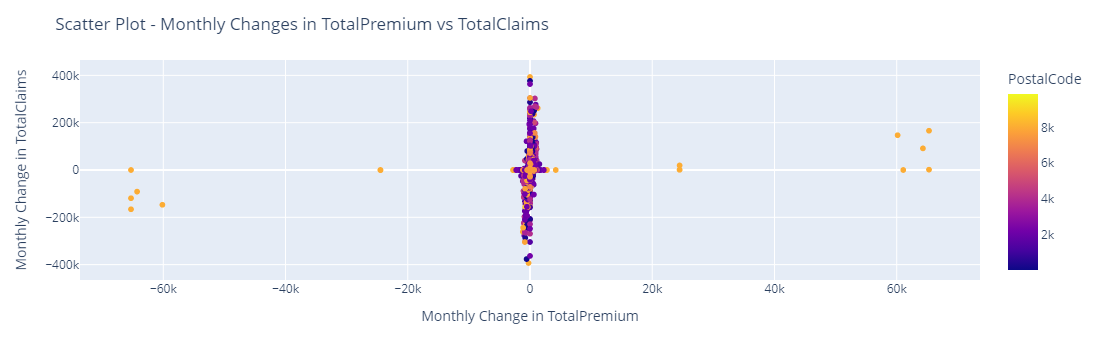 Scatter Plot - Monthly Changes in TotalPremium vs TotalClaims
Monthly Change in TotalClaims
400k
200k
0
−200k
−400k
−60k −40k −20k 0 20k 40k 60k
Monthly Change in TotalPremium
PostalCode
8k
6k
4k
2k